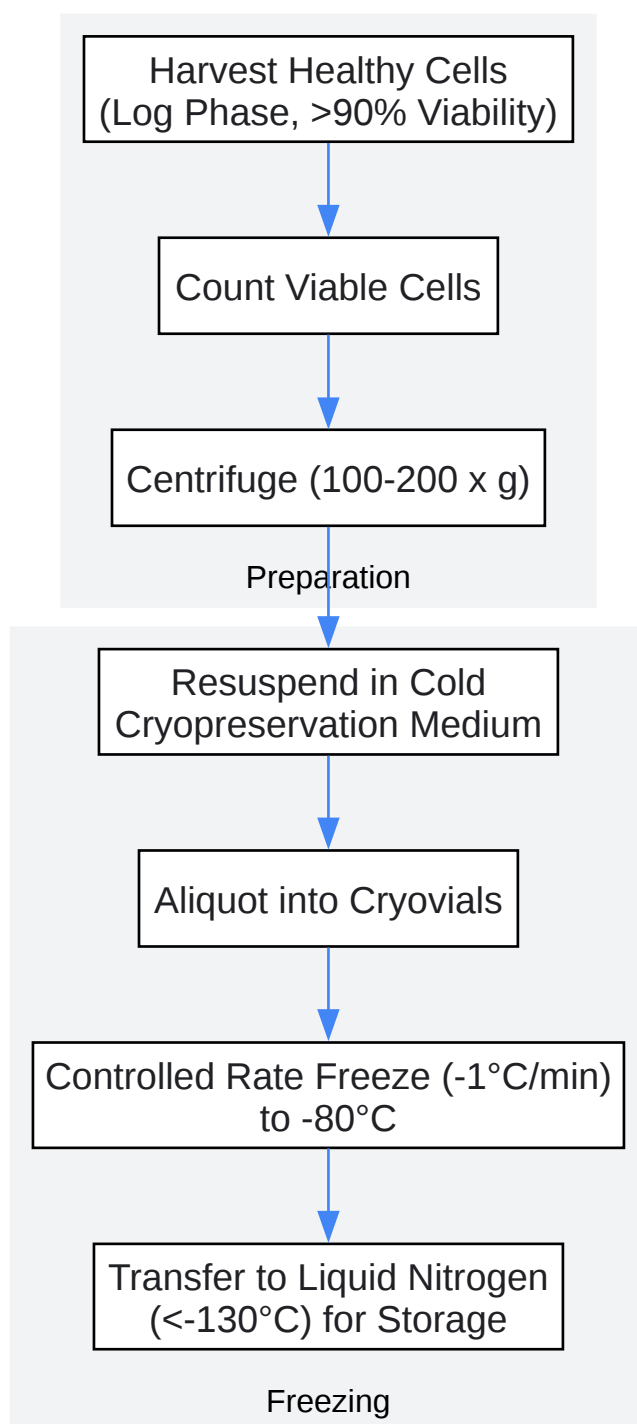 Harvest Healthy Cells
(Log Phase, >90% Viability)
Count Viable Cells
Centrifuge (100-200 x g)
Preparation
Resuspend in Cold
Cryopreservation Medium
Aliquot into Cryovials
Controlled Rate Freeze (-1°C/min)
to -80°C
Transfer to Liquid Nitrogen
(<-130°C) for Storage
Freezing